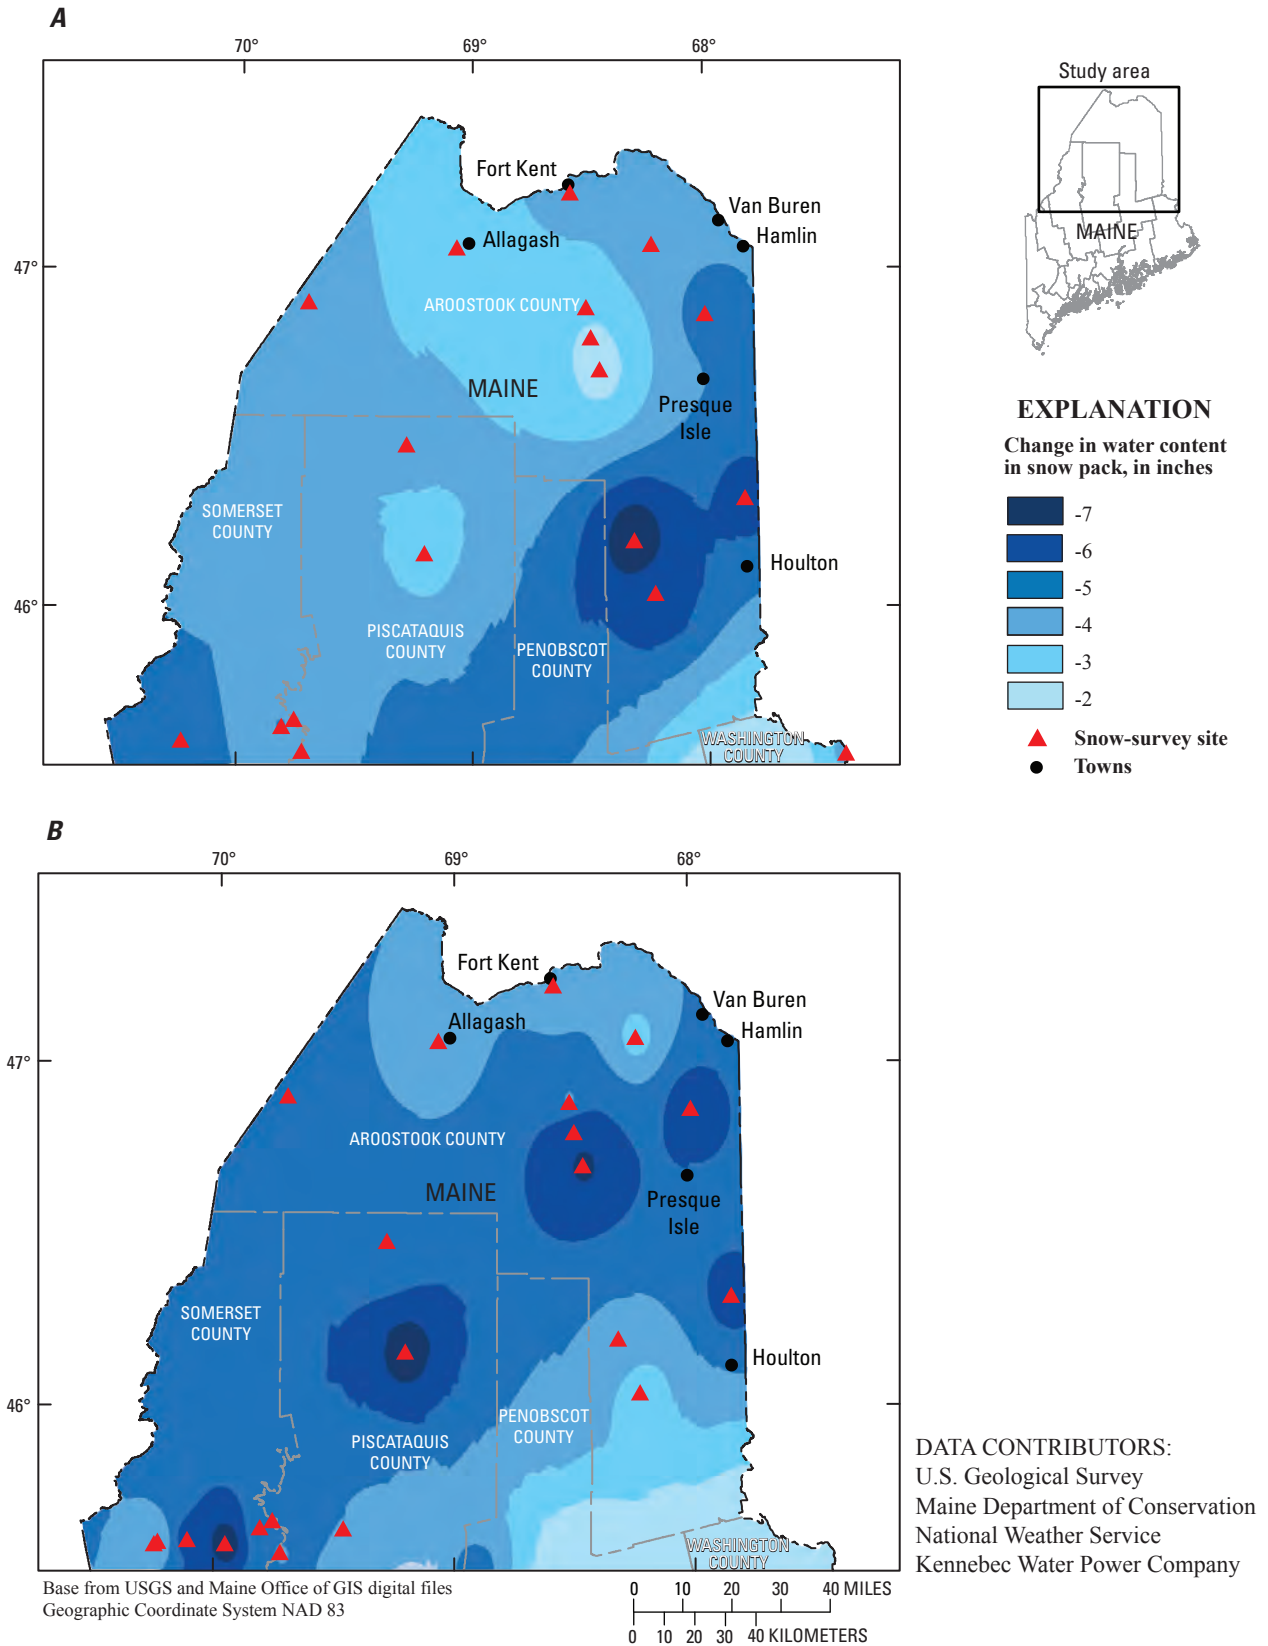 A
70°
69°
68°
Study area
Fort Kent
Van Buren
Hamlin
Allagash
MAINE
47°
AROOSTOOK COUNTY
MAINE
Presque
Isle
EXPLANATION
Change in water content
in snow pack, in inches
-7
-6
-5
-4
-3
-2
Snow-survey site
Towns
SOMERSET
COUNTY
Houlton
46°
PISCATAQUIS
COUNTY
PENOBSCOT
COUNTY
WASHINGTON
COUNTY
B
70°
69°
68°
Fort Kent
Van Buren
Hamlin
Allagash
47°
AROOSTOOK COUNTY
MAINE
Presque
Isle
SOMERSET
COUNTY
Houlton
46°
PENOBSCOT
COUNTY
PISCATAQUIS
COUNTY
WASHINGTON
COUNTY
DATA CONTRIBUTORS:
U.S. Geological Survey
Maine Department of Conservation
National Weather Service
Kennebec Water Power Company
Base from USGS and Maine Office of GIS digital files
Geographic Coordinate System NAD 83
0 10 20 30 40 MILES
0 10 20 30 40 KILOMETERS